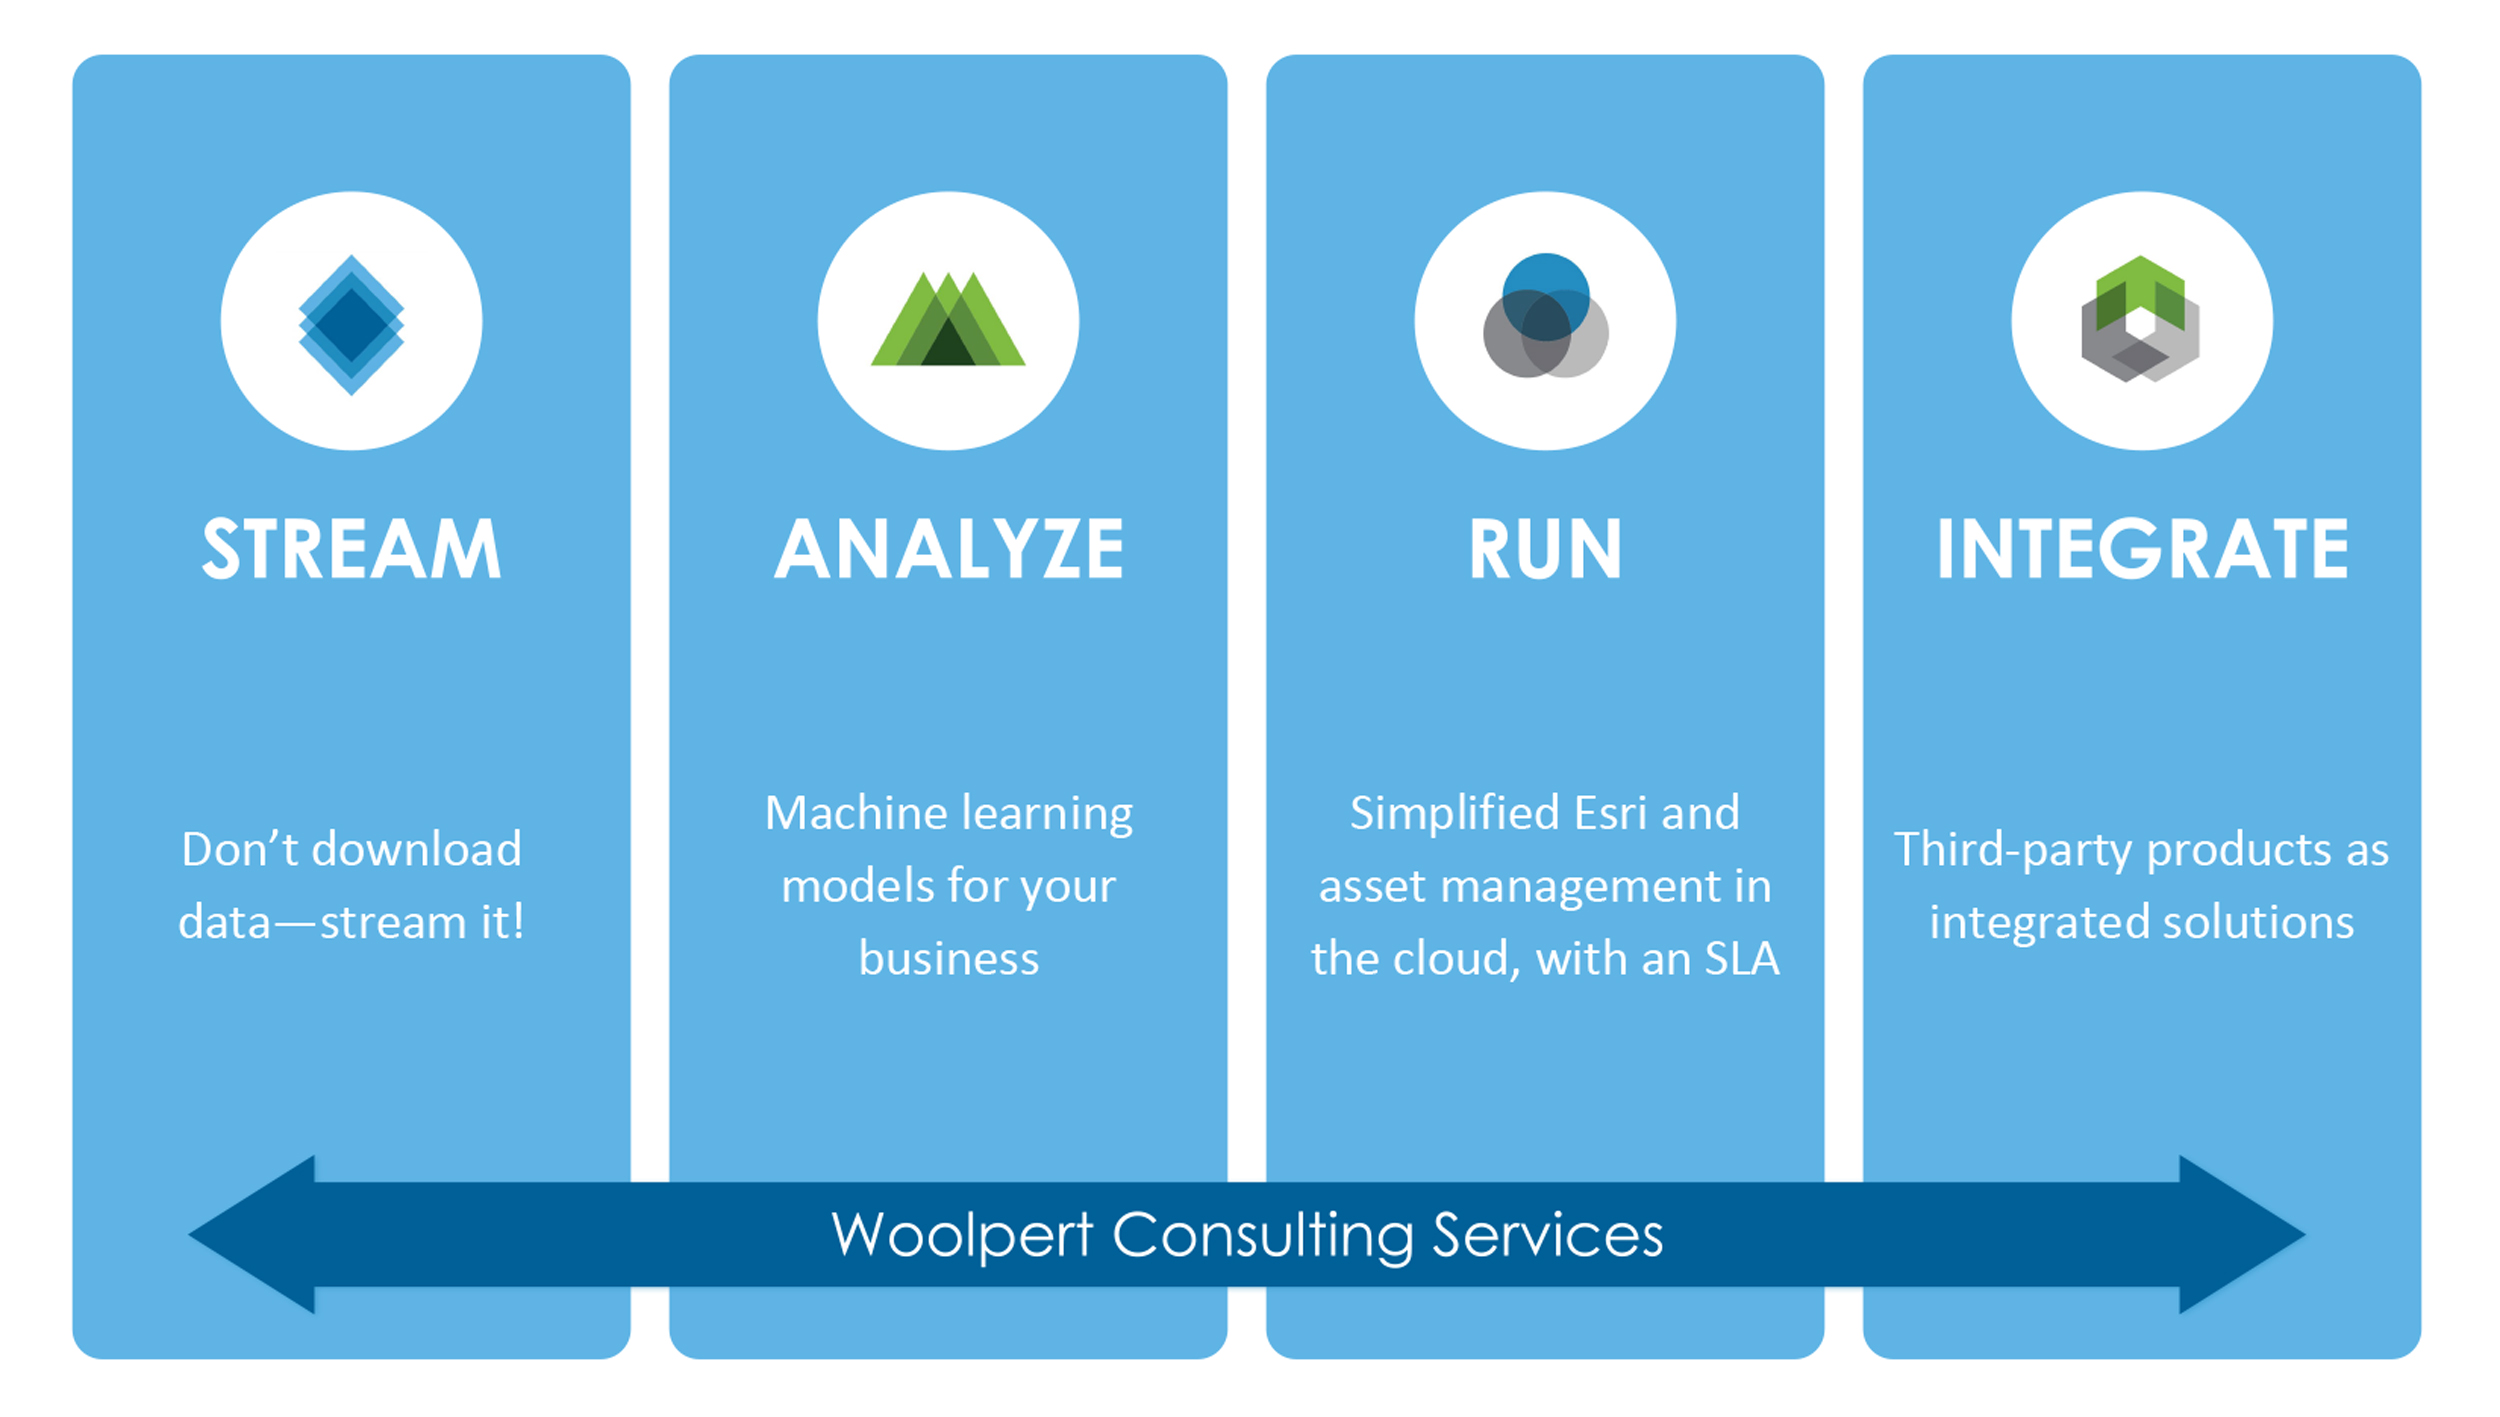 STREAM
Don’t download
data—stream it!
ANALYZE
Machine learning
models for your
business
RUN
Simplified Esri and
asset management in
the cloud, with an SLA
INTEGRATE
Third-party products as
integrated solutions
Woolpert Consulting Services